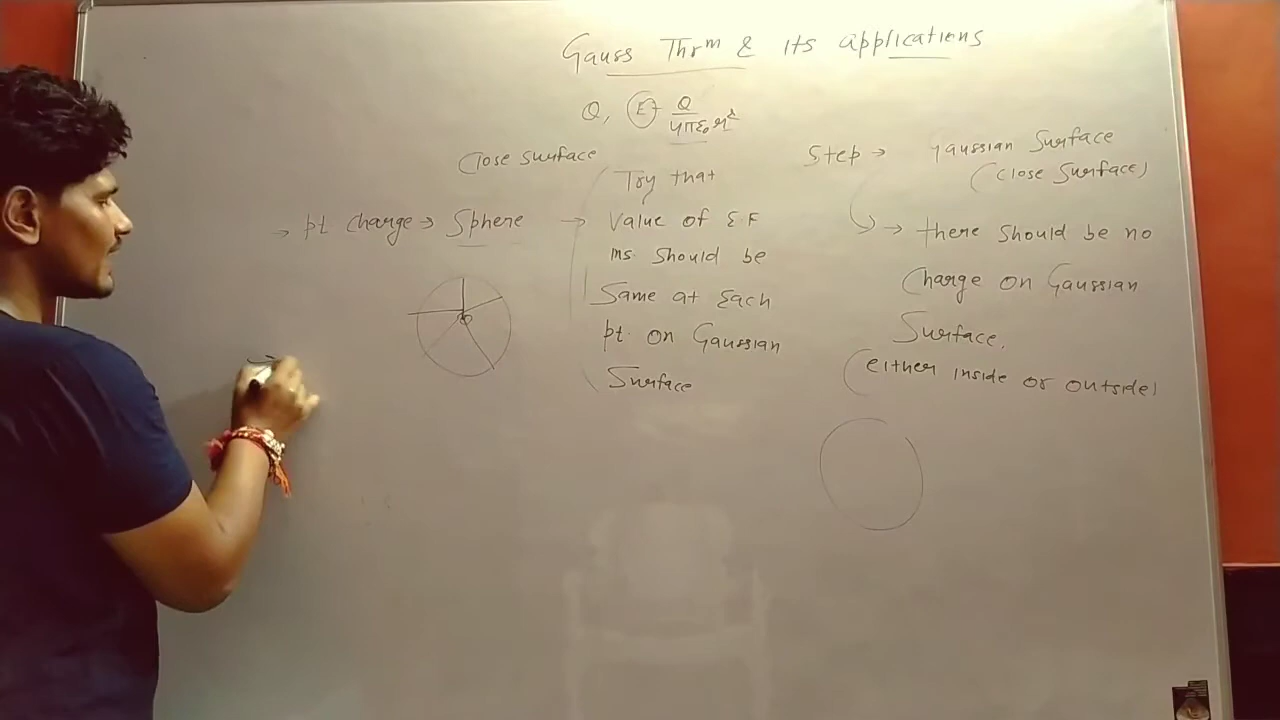 Gauss Thrm & its applications
Q, E = Q / 4πε₀r²
Close surface
pt charge → Sphere →
Try that
Value of EF
ins. Should be
Same at Each
pt. on Gaussian
Surface
Step → gaussian Surface
(Close Surface)
→ there should be no
Charge on Gaussian
Surface.
(either inside or outside)